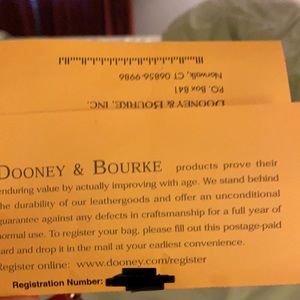 DOONEY & BOURKE, INC.
P.O. Box 841
Norwalk, CT 06856-9986
DOONEY & BOURKE products prove their
enduring value by actually improving with age. We stand behind
the durability of our leathergoods and offer an unconditional
guarantee against any defects in craftsmanship for a full year of
normal use. To register your bag, please fill out this postage-paid
card and drop it in the mail at your earliest convenience.
Register online: www.dooney.com/register
Registration Number: